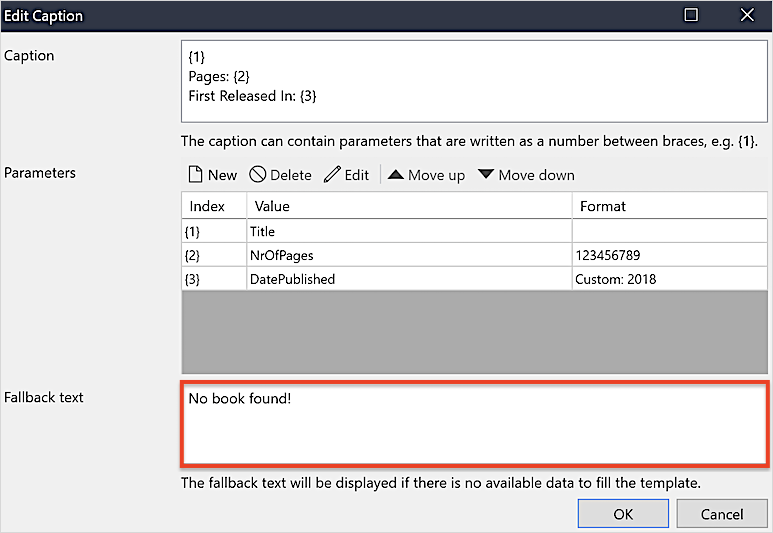 Edit Caption
Caption
{1}
Pages: {2}
First Released In: {3}
The caption can contain parameters that are written as a number between braces, e.g. {1}.
Parameters
New Delete Edit Move up Move down
Index Value Format
{1} Title
{2} NrOfPages 123456789
{3} DatePublished Custom: 2018
Fallback text
No book found!
The fallback text will be displayed if there is no available data to fill the template.
OK Cancel